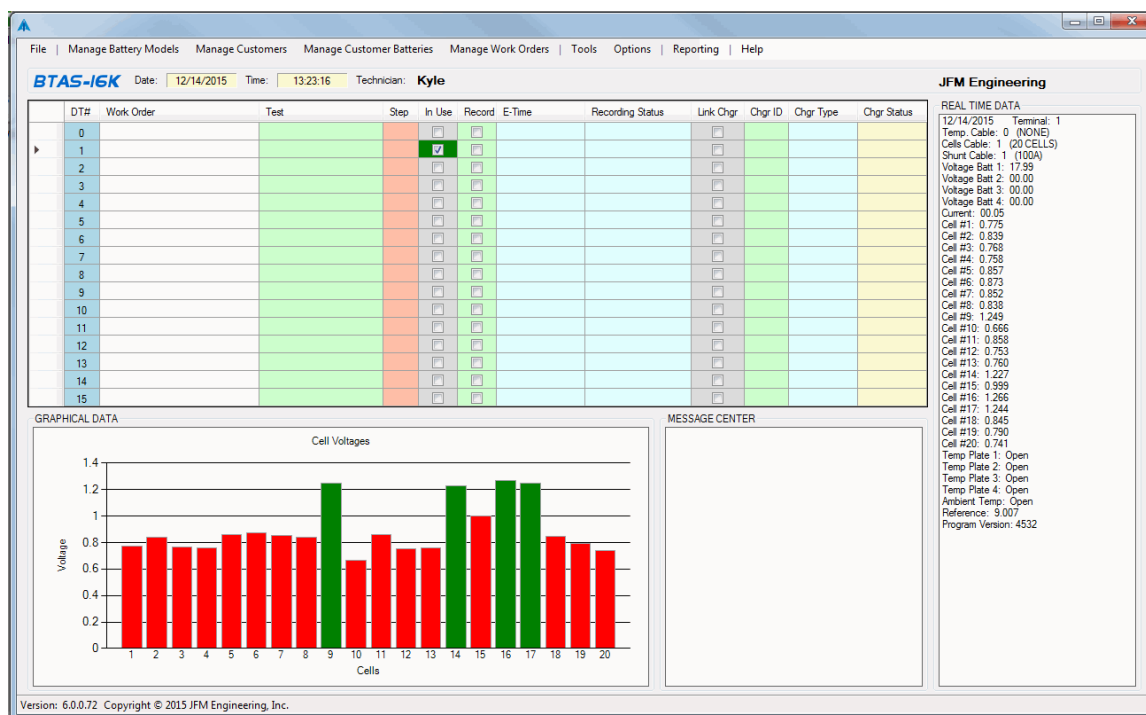 File | Manage Battery Models Manage Customers Manage Customer Batteries Manage Work Orders | Tools Options | Reporting | Help
BTAS-16K Date: 12/14/2015 Time: 13:23:16 Technician: Kyle JFM Engineering
DT# Work Order Test Step In Use Record E-Time Recording Status Link Chgr Chgr ID Chgr Type Chgr Status
0
1
2
3
4
5
6
7
8
9
10
11
12
13
14
15
REAL TIME DATA
12/14/2015 Terminal: 1
Temp. Cable: 0 (NONE)
Cells Cable: 1 (20 CELLS)
Shunt Cable: 1 (100A)
Voltage Batt 1: 17.99
Voltage Batt 2: 00.00
Voltage Batt 3: 00.00
Voltage Batt 4: 00.00
Current: 00.05
Cell #1: 0.775
Cell #2: 0.839
Cell #3: 0.768
Cell #4: 0.758
Cell #5: 0.857
Cell #6: 0.873
Cell #7: 0.852
Cell #8: 0.838
Cell #9: 1.249
Cell #10: 0.666
Cell #11: 0.858
Cell #12: 0.753
Cell #13: 0.760
Cell #14: 1.227
Cell #15: 0.999
Cell #16: 1.266
Cell #17: 1.244
Cell #18: 0.845
Cell #19: 0.790
Cell #20: 0.741
Temp Plate 1: Open
Temp Plate 2: Open
Temp Plate 3: Open
Temp Plate 4: Open
Ambient Temp: Open
Reference: 9.007
Program Version: 4532
GRAPHICAL DATA
Cell Voltages
Voltage
1.4
1.2
1
0.8
0.6
0.4
0.2
0
1 2 3 4 5 6 7 8 9 10 11 12 13 14 15 16 17 18 19 20
Cells
MESSAGE CENTER
Version: 6.0.0.72 Copyright © 2015 JFM Engineering, Inc.